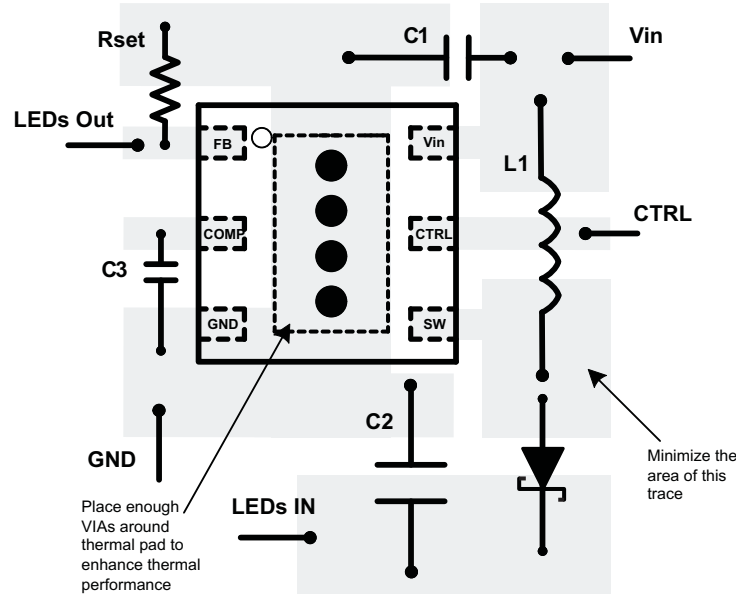 C1
Vin
Rset
LEDs Out
FB
Vin
L1
COMP
CTRL
CTRL
C3
GND
SW
C2
GND
Minimize the
area of this
trace
Place enough
VIAs around
thermal pad to
enhance thermal
performance
LEDs IN